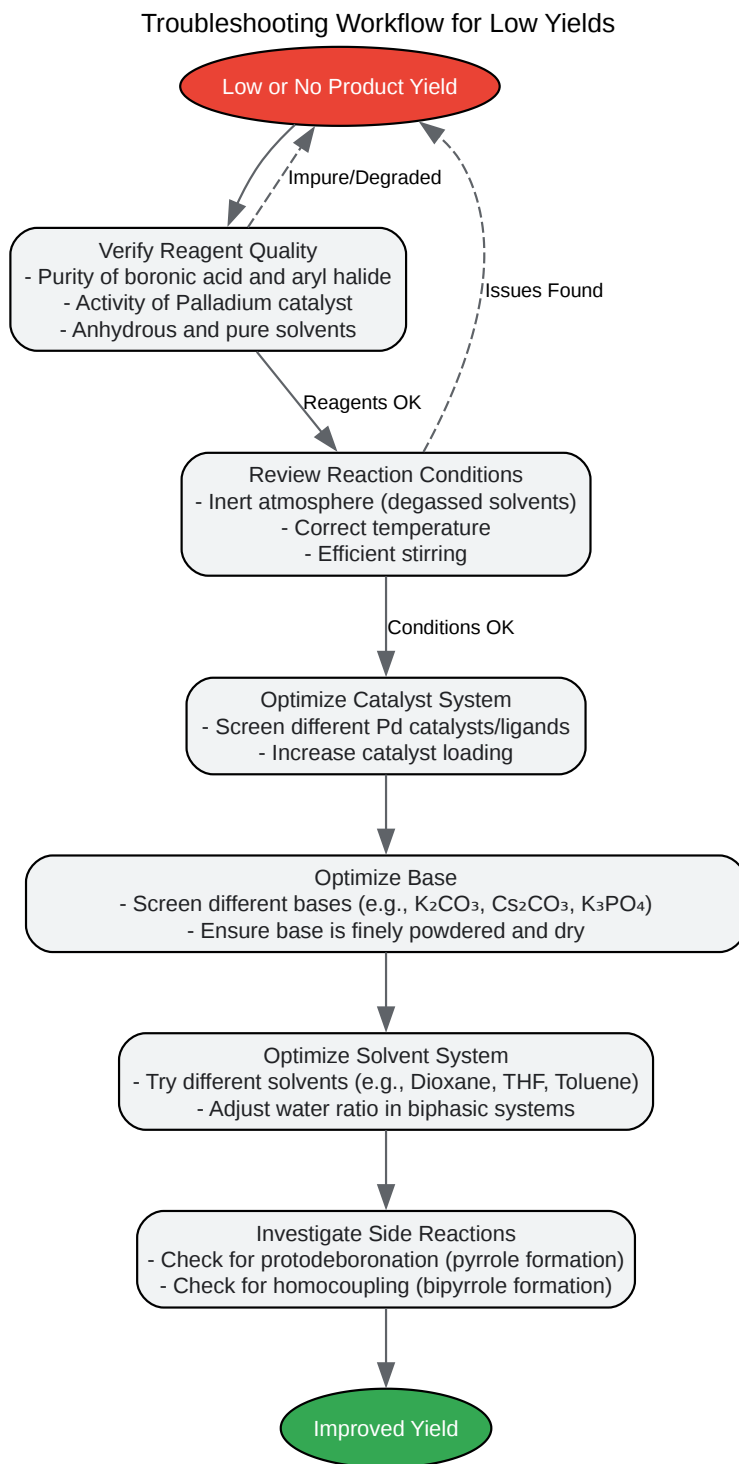 Troubleshooting Workflow for Low Yields
Low or No Product Yield
Impure/Degraded
Verify Reagent Quality
- Purity of boronic acid and aryl halide
- Activity of Palladium catalyst
- Anhydrous and pure solvents
Issues Found
Reagents OK
Review Reaction Conditions
- Inert atmosphere (degassed solvents)
- Correct temperature
- Efficient stirring
Conditions OK
Optimize Catalyst System
- Screen different Pd catalysts/ligands
- Increase catalyst loading
Optimize Base
- Screen different bases (e.g., K₂CO₃, Cs₂CO₃, K₃PO₄)
- Ensure base is finely powdered and dry
Optimize Solvent System
- Try different solvents (e.g., Dioxane, THF, Toluene)
- Adjust water ratio in biphasic systems
Investigate Side Reactions
- Check for protodeboronation (pyrrole formation)
- Check for homocoupling (bipyrrole formation)
Improved Yield